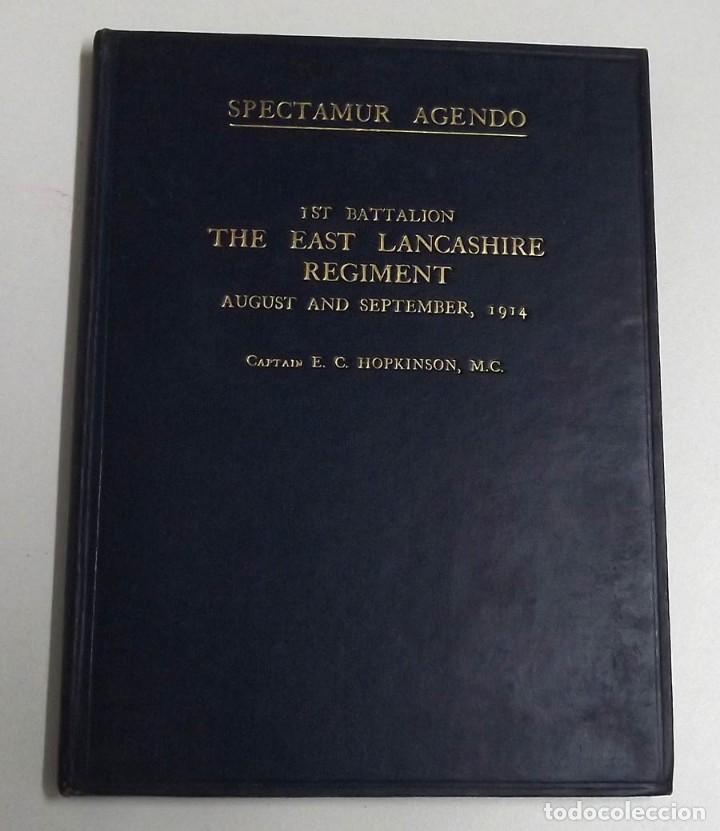 SPECTAMUR AGENDO
1ST BATTALION
THE EAST LANCASHIRE
REGIMENT
AUGUST AND SEPTEMBER, 1914
CAPTAIN E. C. HOPKINSON, M.C.
todocoleccion